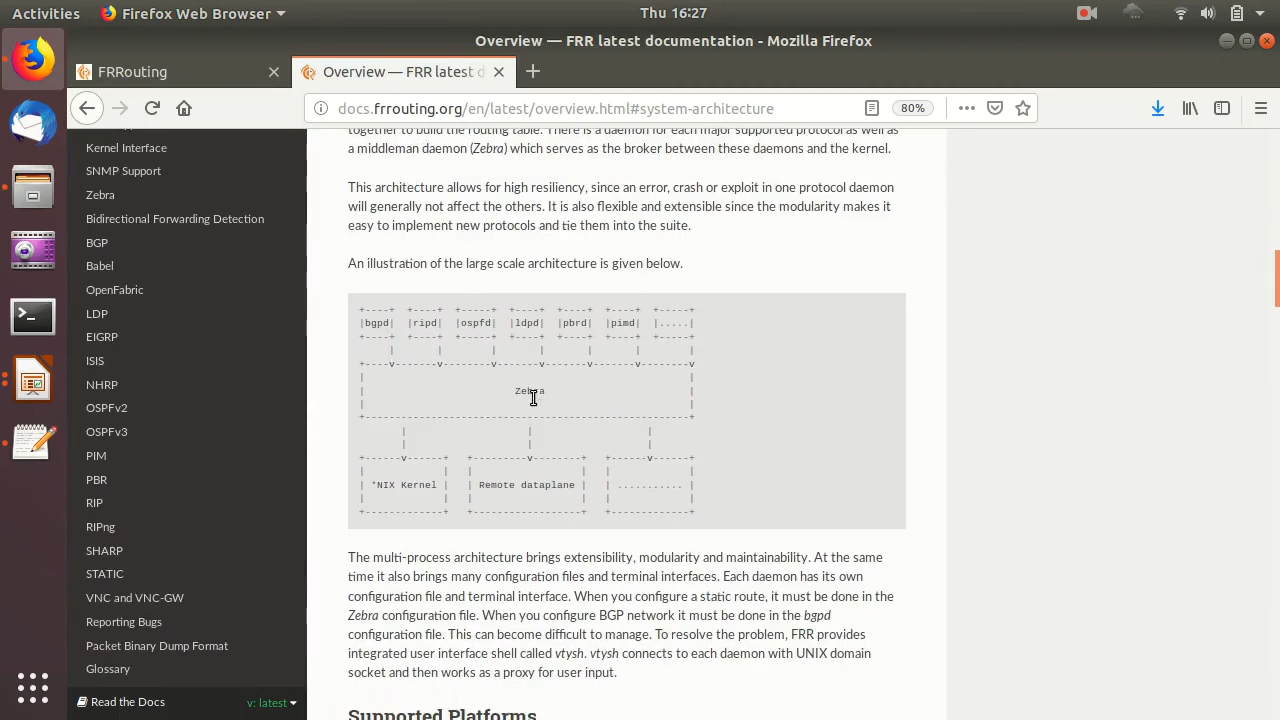 Activities Firefox Web Browser Thu 16:27
Overview — FRR latest documentation - Mozilla Firefox
FRRouting Overview — FRR latest d
docs.frrouting.org/en/latest/overview.html#system-architecture 80%
Kernel Interface
SNMP Support
Zebra
Bidirectional Forwarding Detection
BGP
Babel
OpenFabric
LDP
EIGRP
ISIS
NHRP
OSPFv2
OSPFv3
PIM
PBR
RIP
RIPng
SHARP
STATIC
VNC and VNC-GW
Reporting Bugs
Packet Binary Dump Format
Glossary
Read the Docs v: latest
together to build the routing table. There is a daemon for each major supported protocol as well as
a middleman daemon (Zebra) which serves as the broker between these daemons and the kernel.
This architecture allows for high resiliency, since an error, crash or exploit in one protocol daemon
will generally not affect the others. It is also flexible and extensible since the modularity makes it
easy to implement new protocols and tie them into the suite.
An illustration of the large scale architecture is given below.
+----+  +----+  +-----+  +----+  +----+  +----+  +-----+
|bgpd|  |ripd|  |ospfd|  |ldpd|  |pbrd|  |pimd|  |.....|
+----+  +----+  +-----+  +----+  +----+  +----+  +-----+
     |       |        |       |       |       |        |
+----v-------v--------v-------v-------v-------v--------v
|                                                      |
|                         Zebra                        |
|                                                      |
+------------------------------------------------------+
       |                    |                   |
       |                    |                   |
+------v------+   +---------v--------+   +------v------+
|             |   |                  |   |             |
| *NIX Kernel |   | Remote dataplane |   | ........... |
|             |   |                  |   |             |
+-------------+   +------------------+   +-------------+
The multi-process architecture brings extensibility, modularity and maintainability. At the same
time it also brings many configuration files and terminal interfaces. Each daemon has its own
configuration file and terminal interface. When you configure a static route, it must be done in the
Zebra configuration file. When you configure BGP network it must be done in the bgpd
configuration file. This can become difficult to manage. To resolve the problem, FRR provides
integrated user interface shell called vtysh. vtysh connects to each daemon with UNIX domain
socket and then works as a proxy for user input.
Supported Platforms